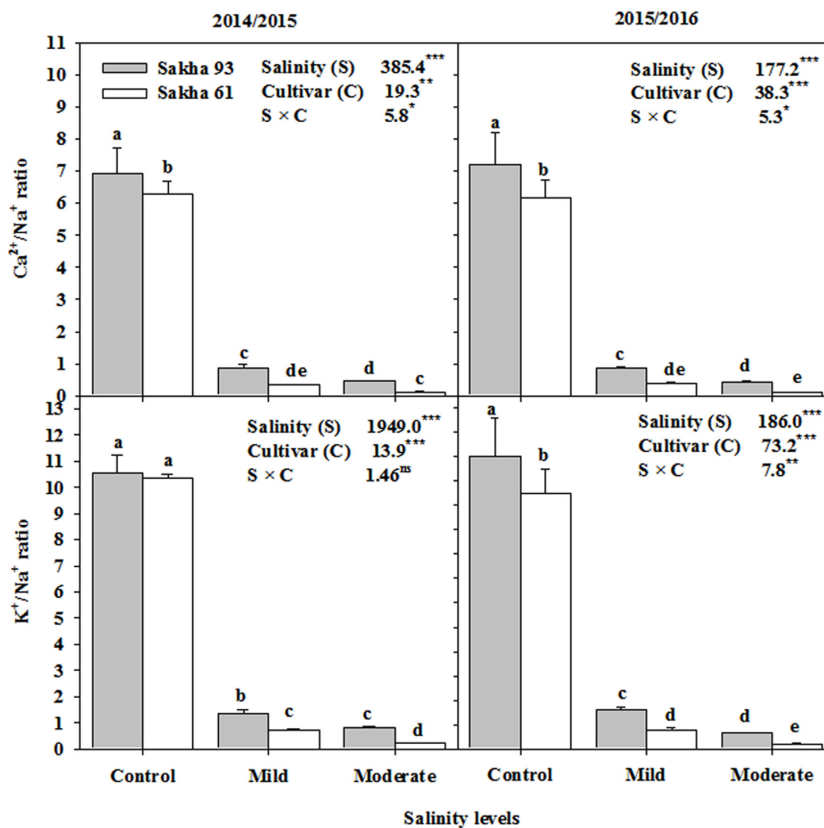 2014/2015 2015/2016
Ca²⁺/Na⁺ ratio
11
10
9
8
7
6
5
4
3
2
1
0
Sakha 93
Sakha 61
Salinity (S) 385.4***
Cultivar (C) 19.3**
S × C 5.8*
a b c de d c
Salinity (S) 177.2***
Cultivar (C) 38.3***
S × C 5.3*
a b c de d e
K⁺/Na⁺ ratio
13
12
11
10
9
8
7
6
5
4
3
2
1
0
Salinity (S) 1949.0***
Cultivar (C) 13.9***
S × C 1.46ns
a a b c c d
Salinity (S) 186.0***
Cultivar (C) 73.2***
S × C 7.8**
a b c d d e
Control Mild Moderate Control Mild Moderate
Salinity levels